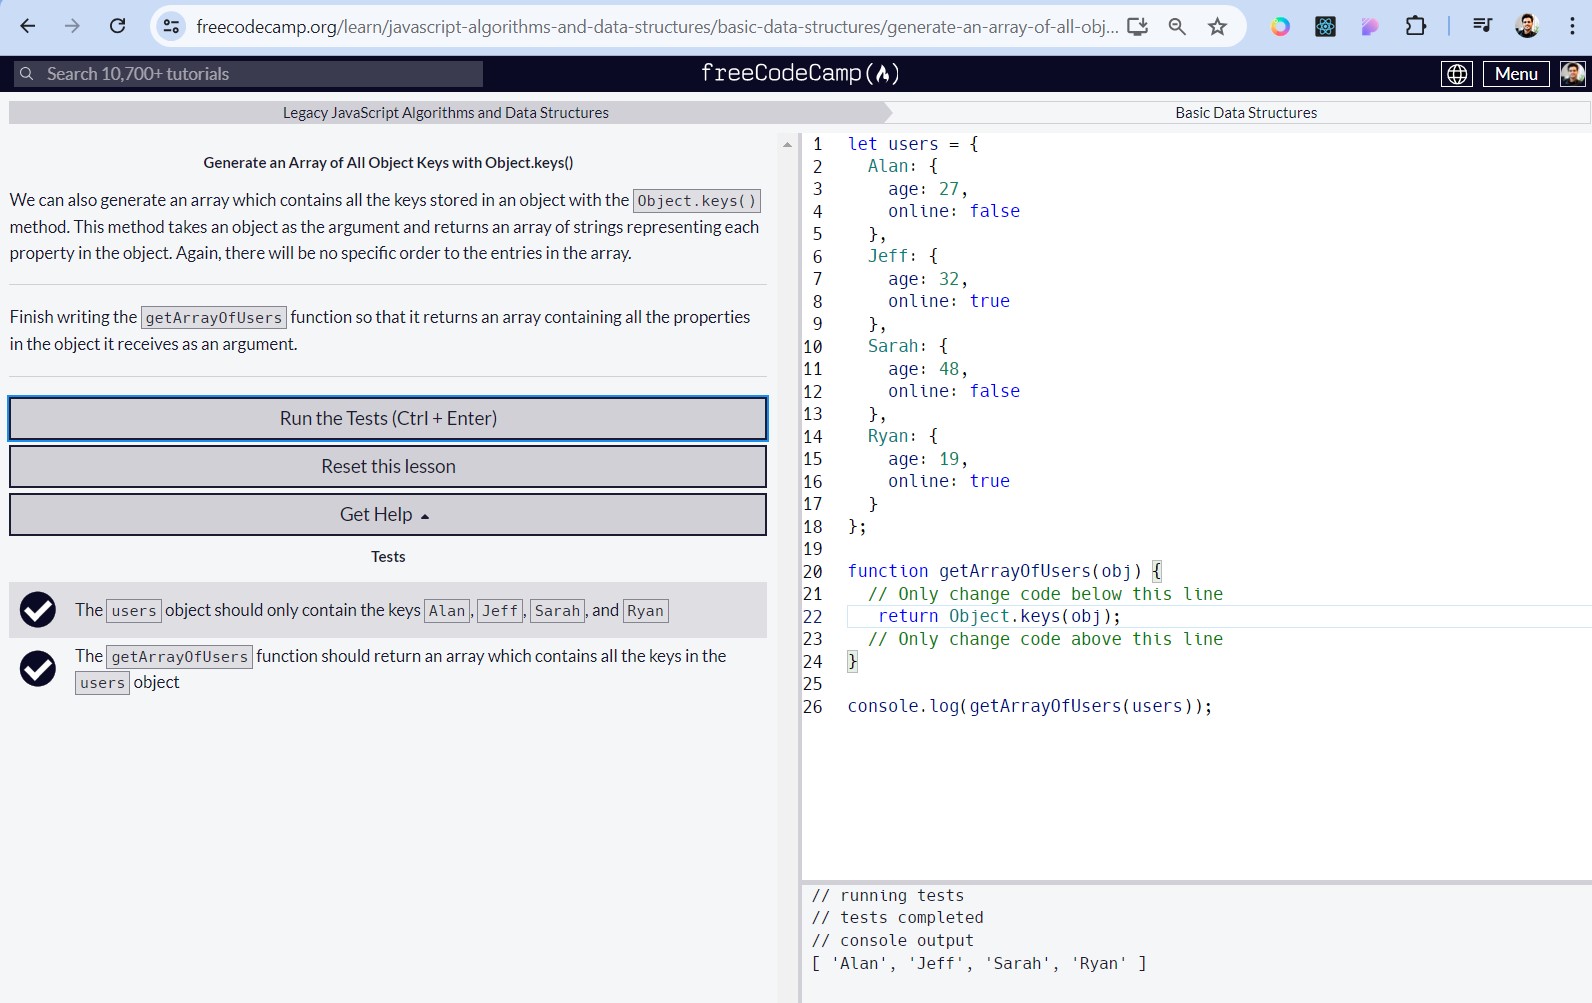 freecodecamp.org/learn/javascript-algorithms-and-data-structures/basic-data-structures/generate-an-array-of-all-obj...
Search 10,700+ tutorials
freeCodeCamp(🔥)
Menu
Legacy JavaScript Algorithms and Data Structures
Basic Data Structures
Generate an Array of All Object Keys with Object.keys()
We can also generate an array which contains all the keys stored in an object with the Object.keys()
method. This method takes an object as the argument and returns an array of strings representing each
property in the object. Again, there will be no specific order to the entries in the array.
Finish writing the getArrayOfUsers function so that it returns an array containing all the properties
in the object it receives as an argument.
Run the Tests (Ctrl + Enter)
Reset this lesson
Get Help
Tests
The users object should only contain the keys Alan, Jeff, Sarah, and Ryan
The getArrayOfUsers function should return an array which contains all the keys in the
users object
1 let users = {
2   Alan: {
3     age: 27,
4     online: false
5   },
6   Jeff: {
7     age: 32,
8     online: true
9   },
10   Sarah: {
11     age: 48,
12     online: false
13   },
14   Ryan: {
15     age: 19,
16     online: true
17   }
18 };
19
20 function getArrayOfUsers(obj) {
21   // Only change code below this line
22    return Object.keys(obj);
23   // Only change code above this line
24 }
25
26 console.log(getArrayOfUsers(users));
// running tests
// tests completed
// console output
[ 'Alan', 'Jeff', 'Sarah', 'Ryan' ]